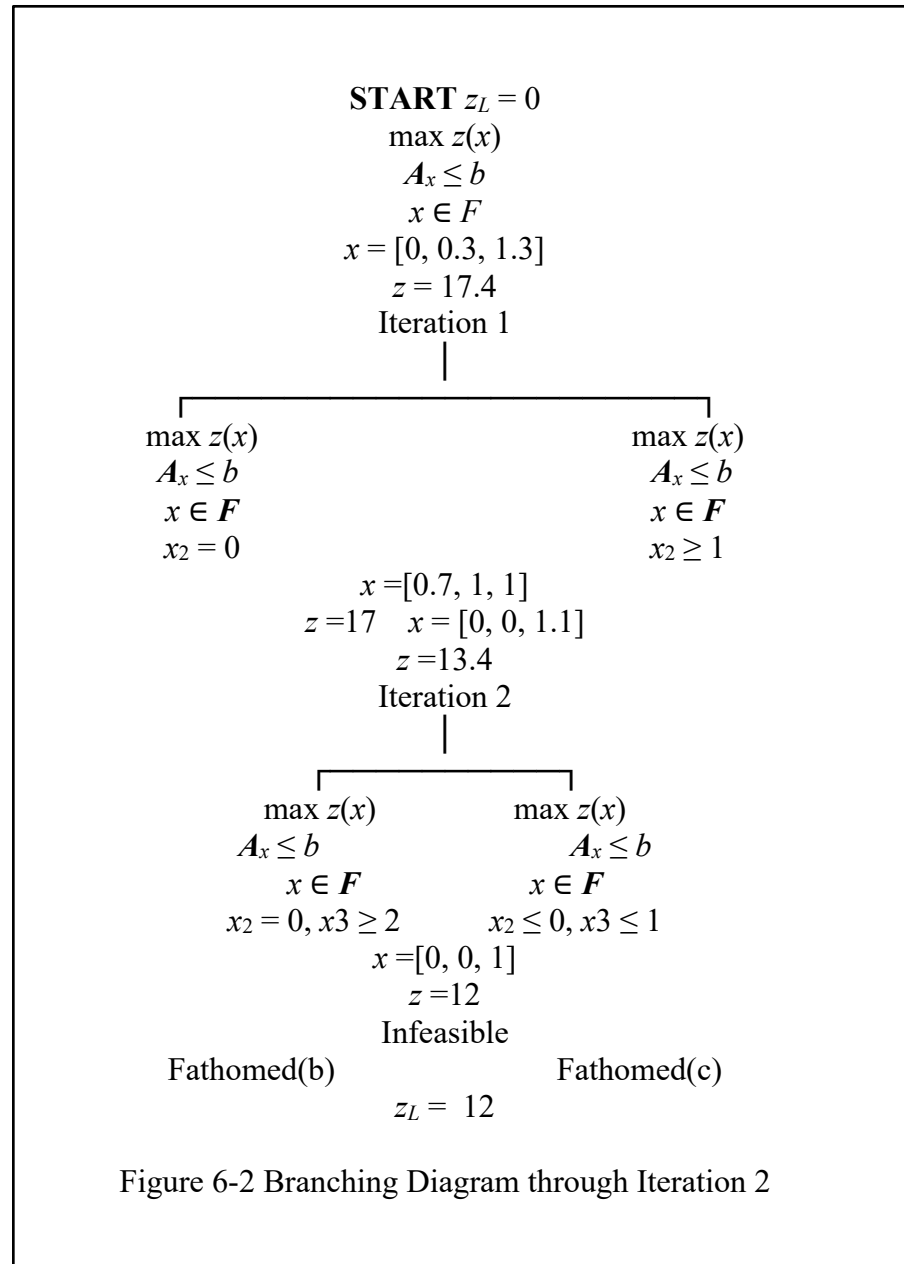 START z_L = 0
max z(x)
A_x ≤ b
x ∈ F
x = [0, 0.3, 1.3]
z = 17.4
Iteration 1
max z(x) max z(x)
A_x ≤ b A_x ≤ b
x ∈ F x ∈ F
x₂ = 0 x₂ ≥ 1
x =[0.7, 1, 1]
z =17 x = [0, 0, 1.1]
z =13.4
Iteration 2
max z(x) max z(x)
A_x ≤ b A_x ≤ b
x ∈ F x ∈ F
x₂ = 0, x3 ≥ 2 x₂ ≤ 0, x3 ≤ 1
x =[0, 0, 1]
z =12
Infeasible
Fathomed(b) Fathomed(c)
z_L = 12
Figure 6-2 Branching Diagram through Iteration 2